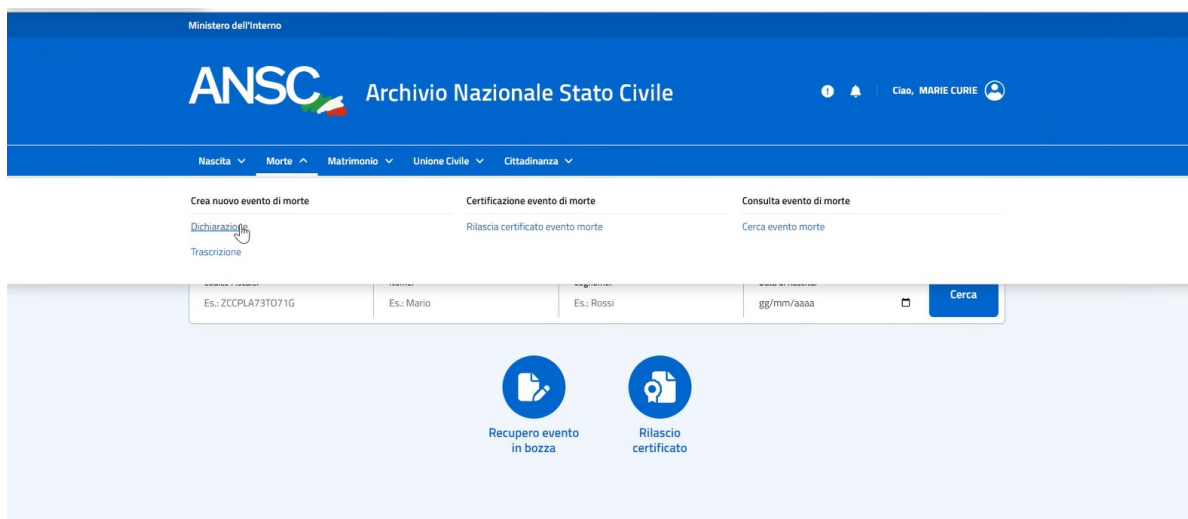 Ministero dell'Interno
ANSC Archivio Nazionale Stato Civile
Ciao, MARIE CURIE
Nascita Morte Matrimonio Unione Civile Cittadinanza
Crea nuovo evento di morte Certificazione evento di morte Consulta evento di morte
Dichiarazione Rilascia certificato evento morte Cerca evento morte
Trascrizione
Es.: ZCCPLA73TO71G Es.: Mario Es.: Rossi gg/mm/aaaa Cerca
Recupero evento Rilascio
in bozza certificato